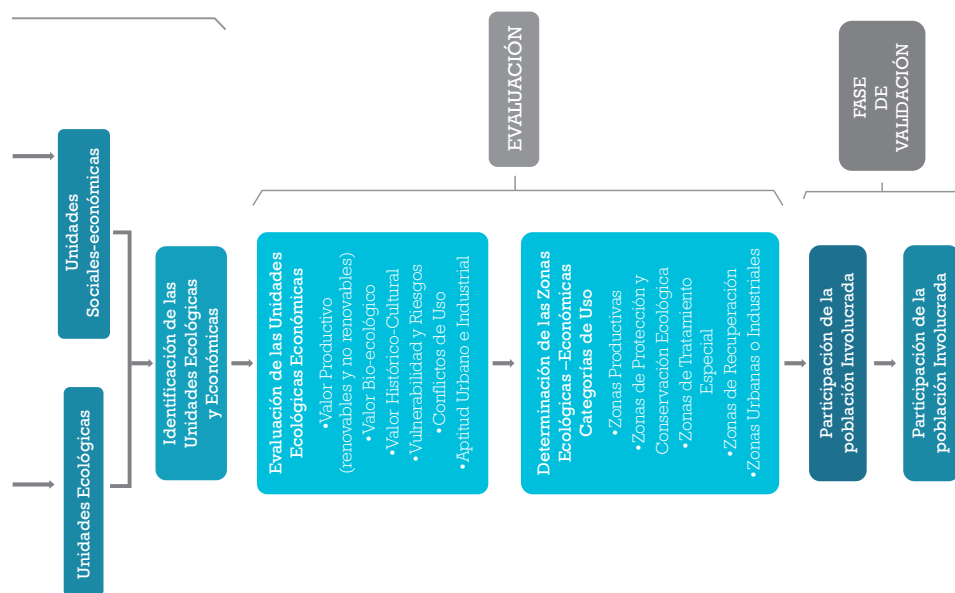 Unidades
Sociales-económicas
Unidades Ecológicas
Identificación de las
Unidades Ecológicas
y Económicas
Evaluación de las Unidades
Ecológicas Económicas
•Valor Productivo
(renovables y no renovables)
•Valor Bio-ecológico
•Valor Histórico-Cultural
•Vulnerabilidad y Riesgos
•Conflictos de Uso
•Aptitud Urbano e Industrial
EVALUACIÓN
Determinación de las Zonas
Ecológicas –Económicas
Categorías de Uso
•Zonas Productivas
•Zonas de Protección y
Conservación Ecológica
•Zonas de Tratamiento
Especial
•Zonas de Recuperación
•Zonas Urbanas o Industriales
FASE
DE
VALIDACIÓN
Participación de la
población Involucrada
Participación de la
población Involucrada